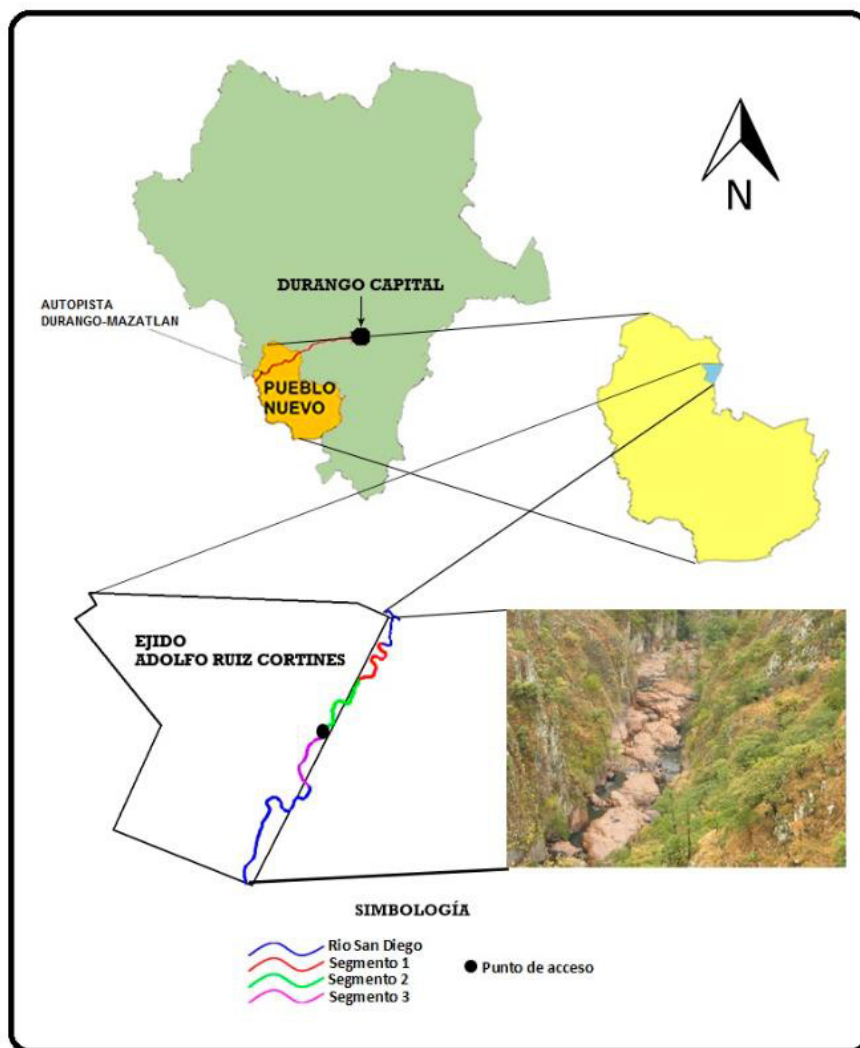 N
DURANGO CAPITAL
AUTOPISTA
DURANGO-MAZATLAN
PUEBLO
NUEVO
EJIDO
ADOLFO RUIZ CORTINES
SIMBOLOGÍA
Rio San Diego
Segmento 1
Segmento 2
Segmento 3
Punto de acceso